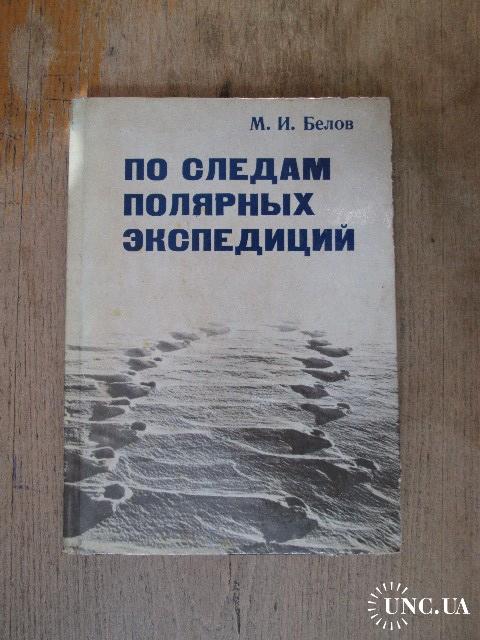 М. И. Белов
ПО СЛЕДАМ
ПОЛЯРНЫХ
ЭКСПЕДИЦИЙ
UNC.UA